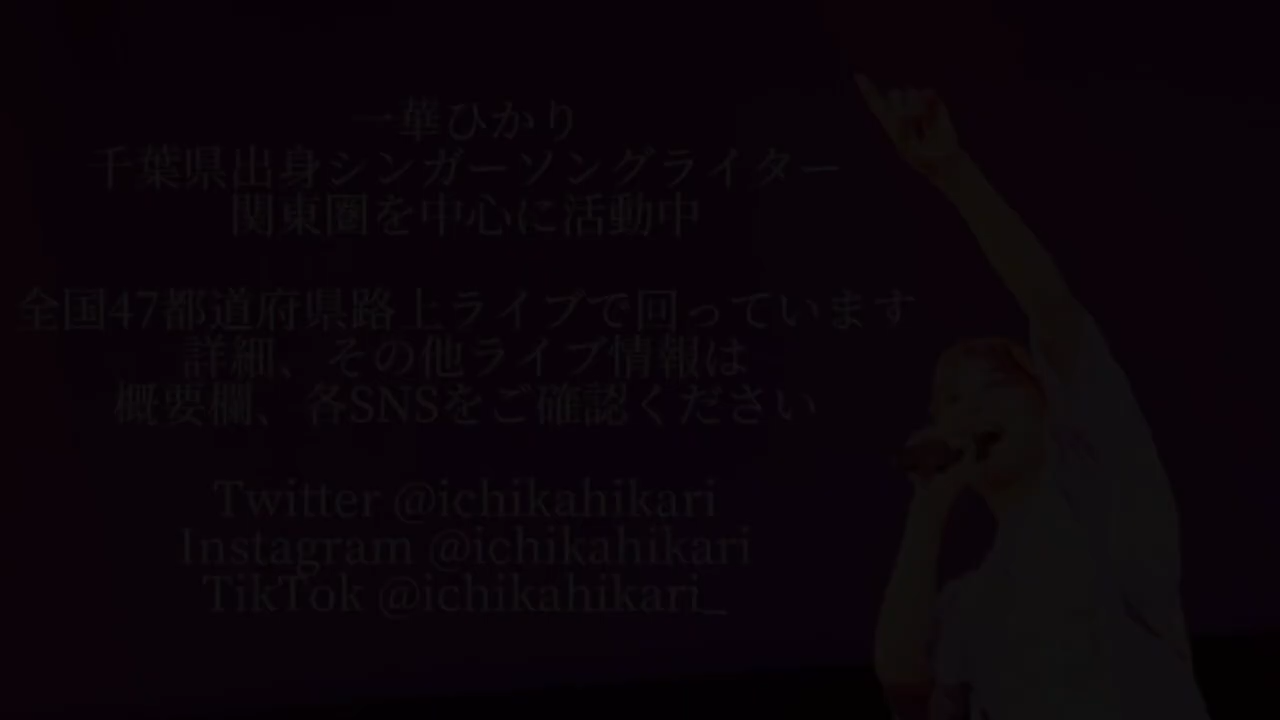 一華ひかり
千葉県出身シンガーソングライター
関東圏を中心に活動中
全国47都道府県路上ライブで回っています
詳細、その他ライブ情報は
概要欄、各SNSをご確認ください
Twitter @ichikahikari
Instagram @ichikahikari
TikTok @ichikahikari_